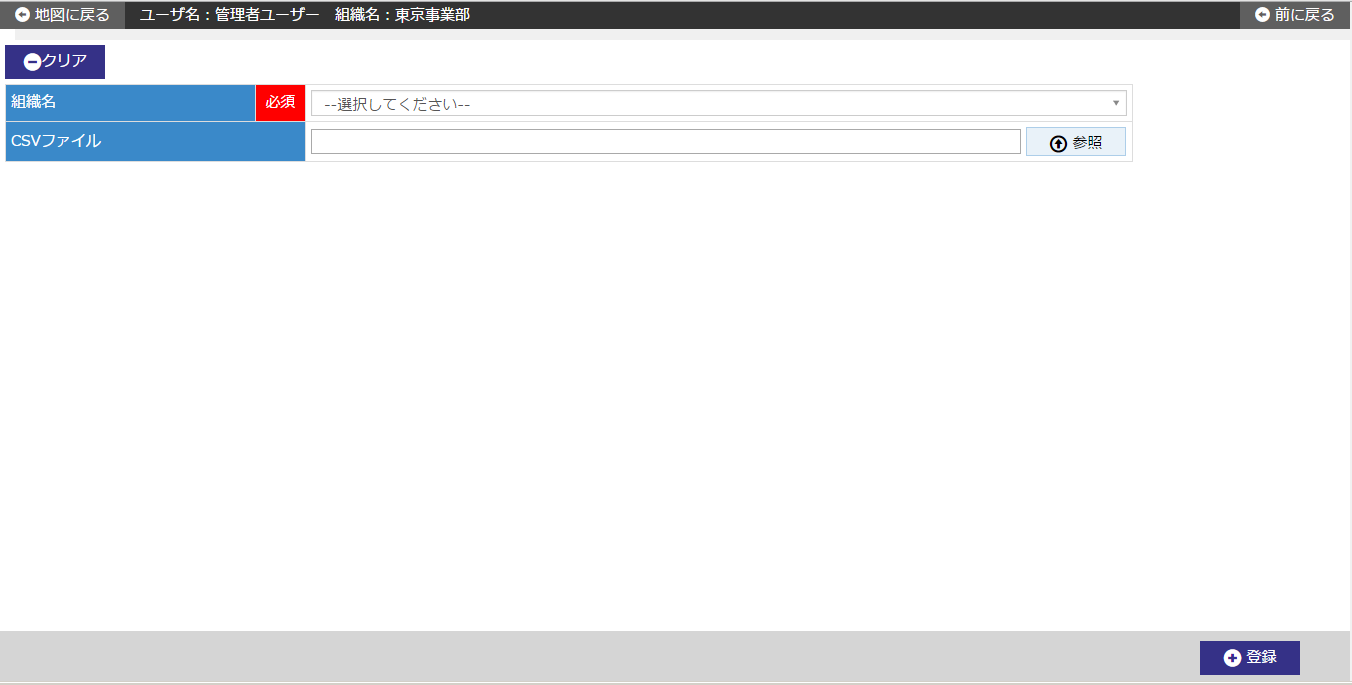 地図に戻る ユーザ名：管理者ユーザー 組織名：東京事業部 前に戻る
クリア
組織名 必須 --選択してください--
CSVファイル 参照
登録